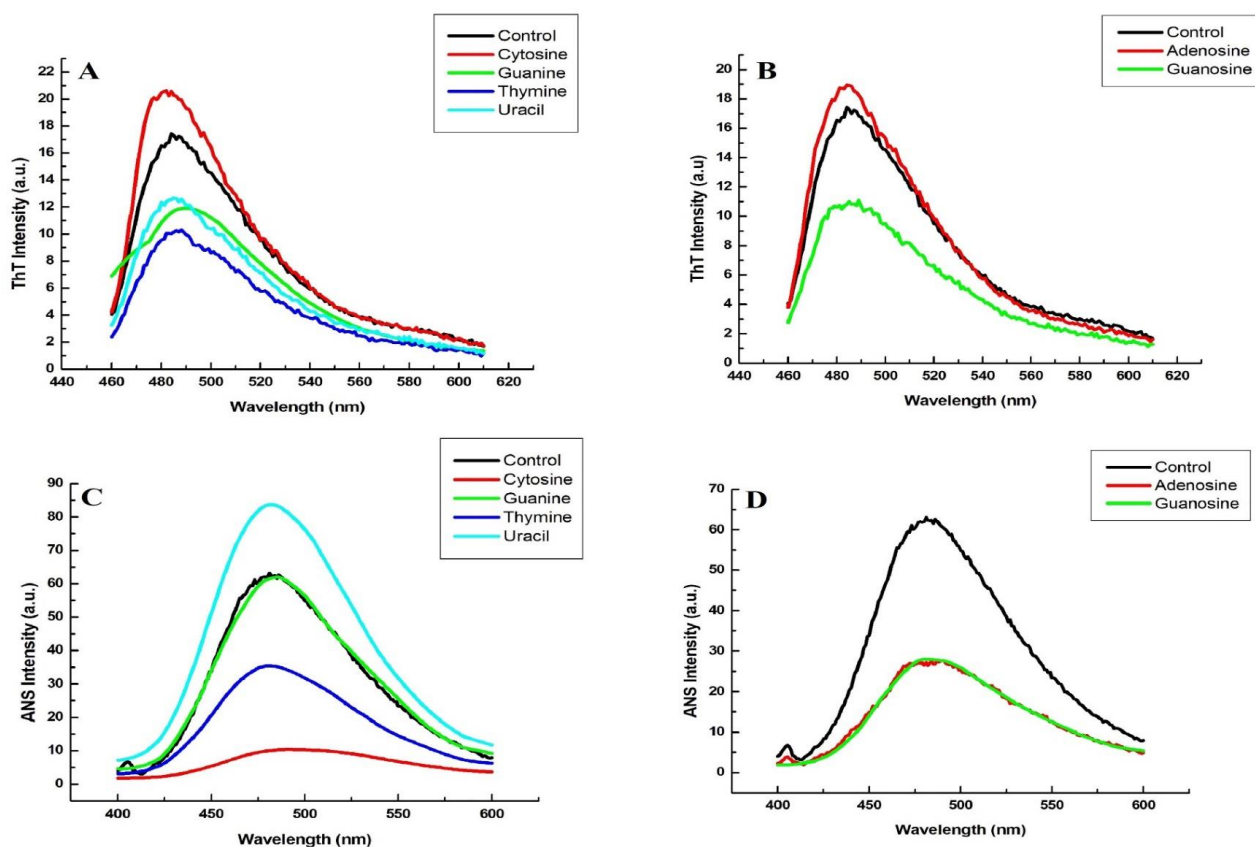 A
Control
Cytosine
Guanine
Thymine
Uracil
22
20
18
16
14
12
10
8
6
4
2
0
ThT Intensity (a.u.)
440 460 480 500 520 540 560 580 600 620
Wavelength (nm)
B
Control
Adenosine
Guanosine
20
18
16
14
12
10
8
6
4
2
0
ThT Intensity (a.u)
440 460 480 500 520 540 560 580 600 620
Wavelength (nm)
C
Control
Cytosine
Guanine
Thymine
Uracil
90
80
70
60
50
40
30
20
10
0
ANS Intensity (a.u.)
400 450 500 550 600
Wavelength (nm)
D
Control
Adenosine
Guanosine
70
60
50
40
30
20
10
0
ANS Intensity (a.u.)
400 450 500 550 600
Wavelength (nm)